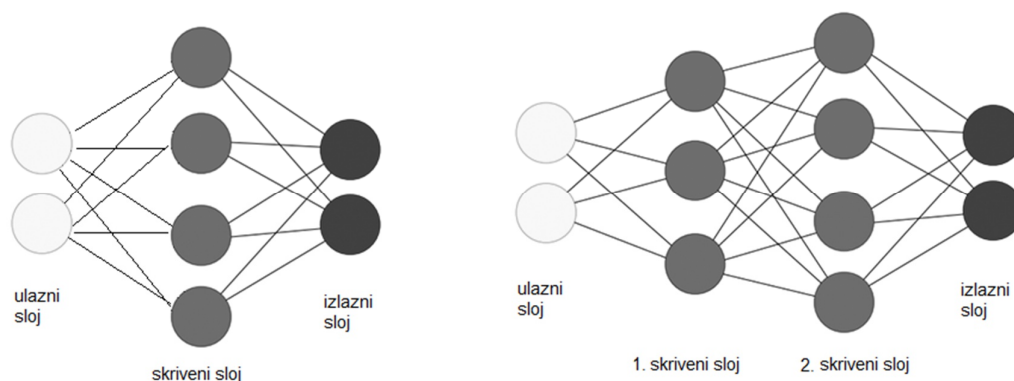 ulazni
sloj
skriveni sloj
izlazni
sloj
ulazni
sloj
1. skriveni sloj
2. skriveni sloj
izlazni
sloj